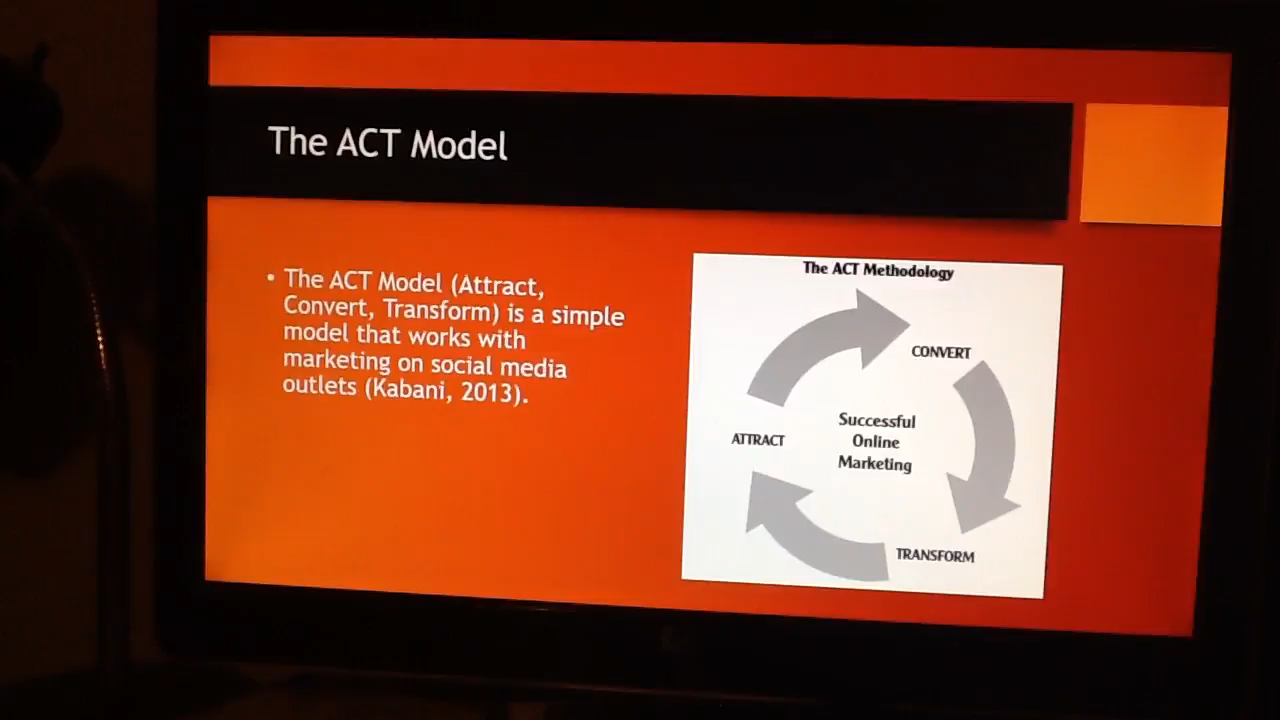 The ACT Model
• The ACT Model (Attract,
Convert, Transform) is a simple
model that works with
marketing on social media
outlets (Kabani, 2013).
The ACT Methodology
CONVERT
ATTRACT
Successful
Online
Marketing
TRANSFORM